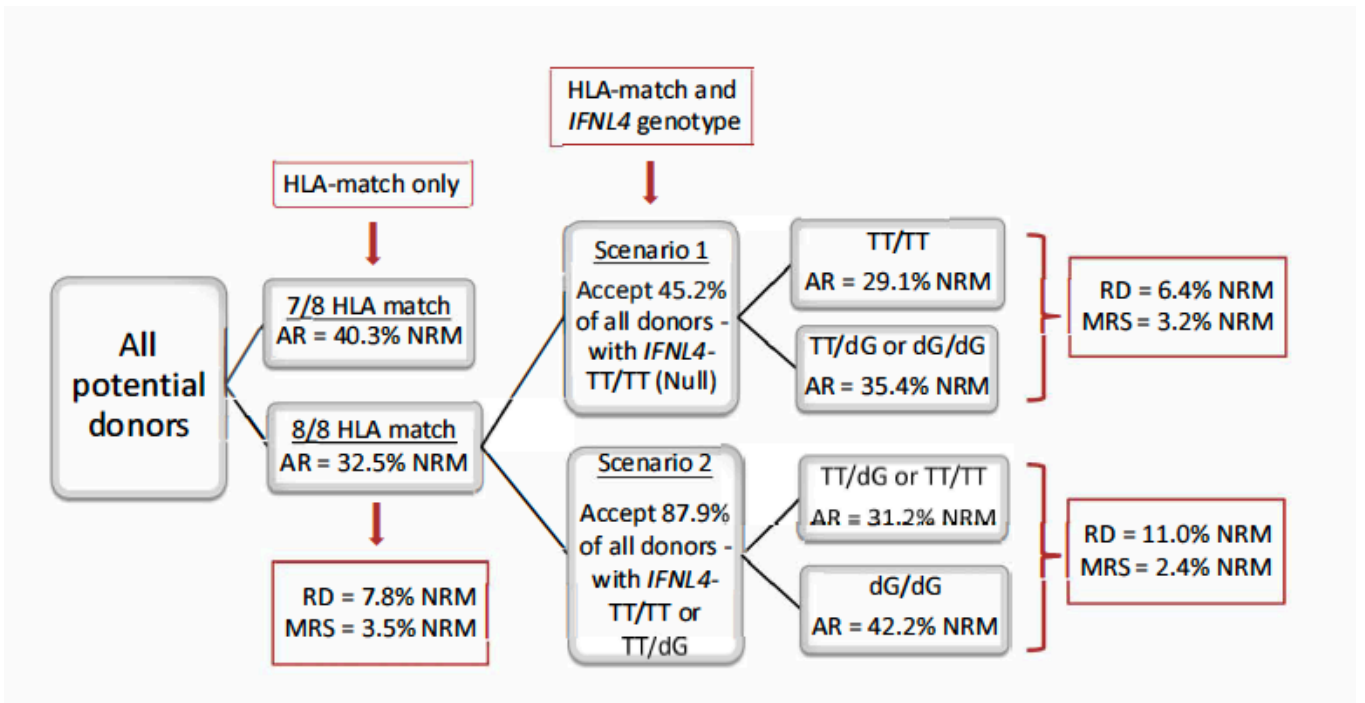 HLA-match and
IFNL4 genotype
HLA-match only
All
potential
donors
7/8 HLA match
AR = 40.3% NRM
8/8 HLA match
AR = 32.5% NRM
RD = 7.8% NRM
MRS = 3.5% NRM
Scenario 1
Accept 45.2%
of all donors -
with IFNL4-
TT/TT (Null)
TT/TT
AR = 29.1% NRM
TT/dG or dG/dG
AR = 35.4% NRM
RD = 6.4% NRM
MRS = 3.2% NRM
Scenario 2
Accept 87.9%
of all donors -
with IFNL4-
TT/TT or
TT/dG
TT/dG or TT/TT
AR = 31.2% NRM
dG/dG
AR = 42.2% NRM
RD = 11.0% NRM
MRS = 2.4% NRM